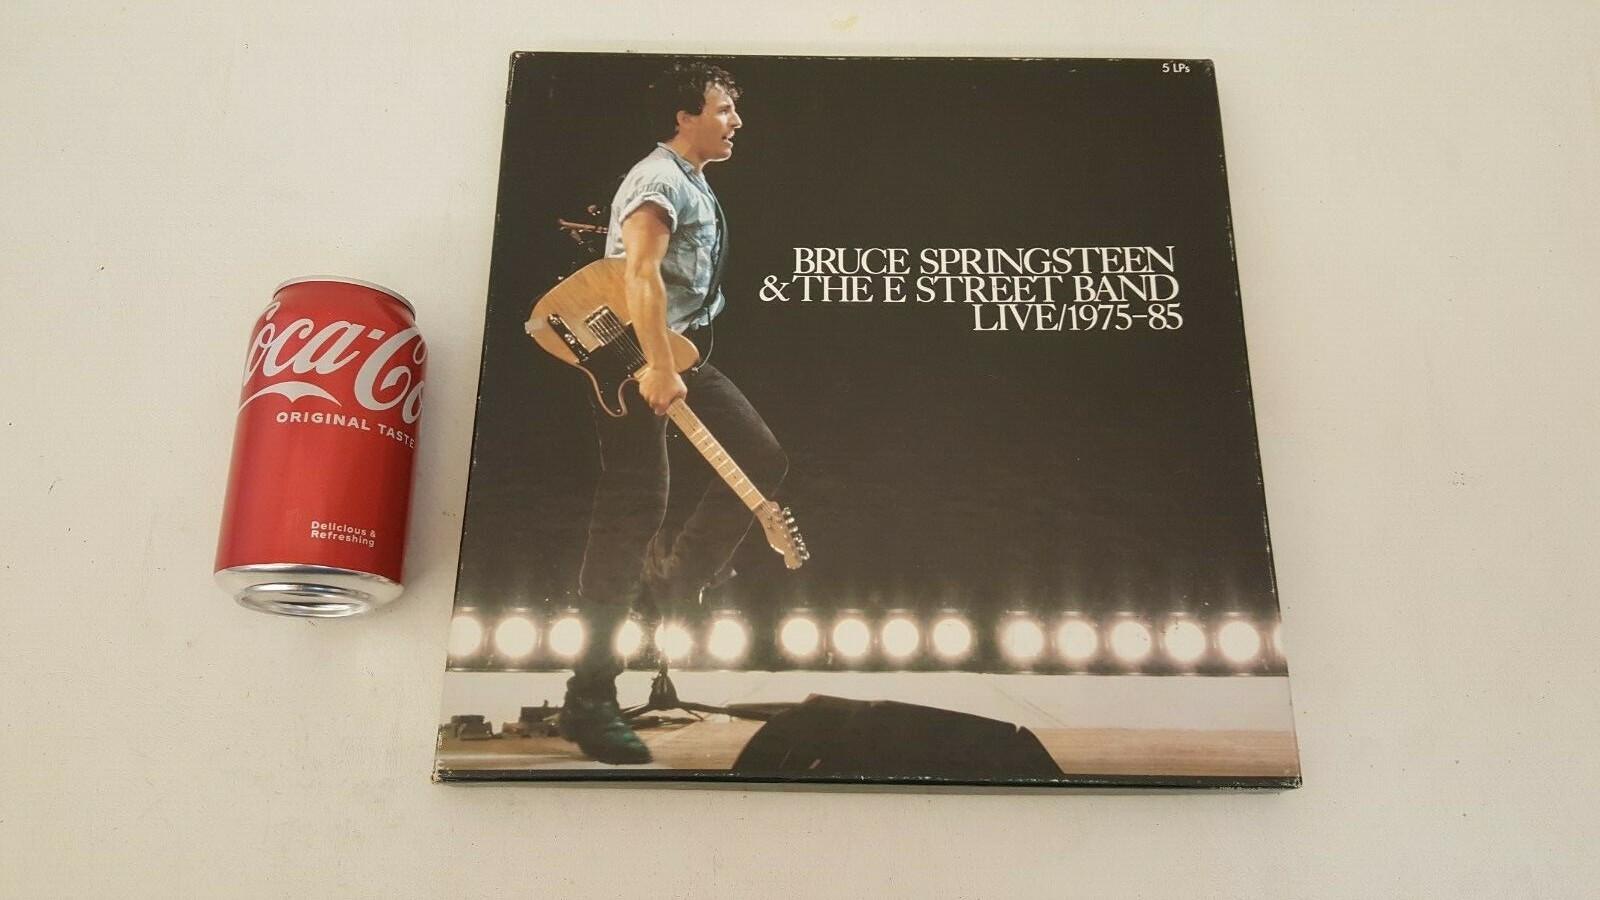 5 LPs
BRUCE SPRINGSTEEN
& THE E STREET BAND
LIVE/1975-85
Coca-Co
ORIGINAL TASTE
Delicious &
Refreshing